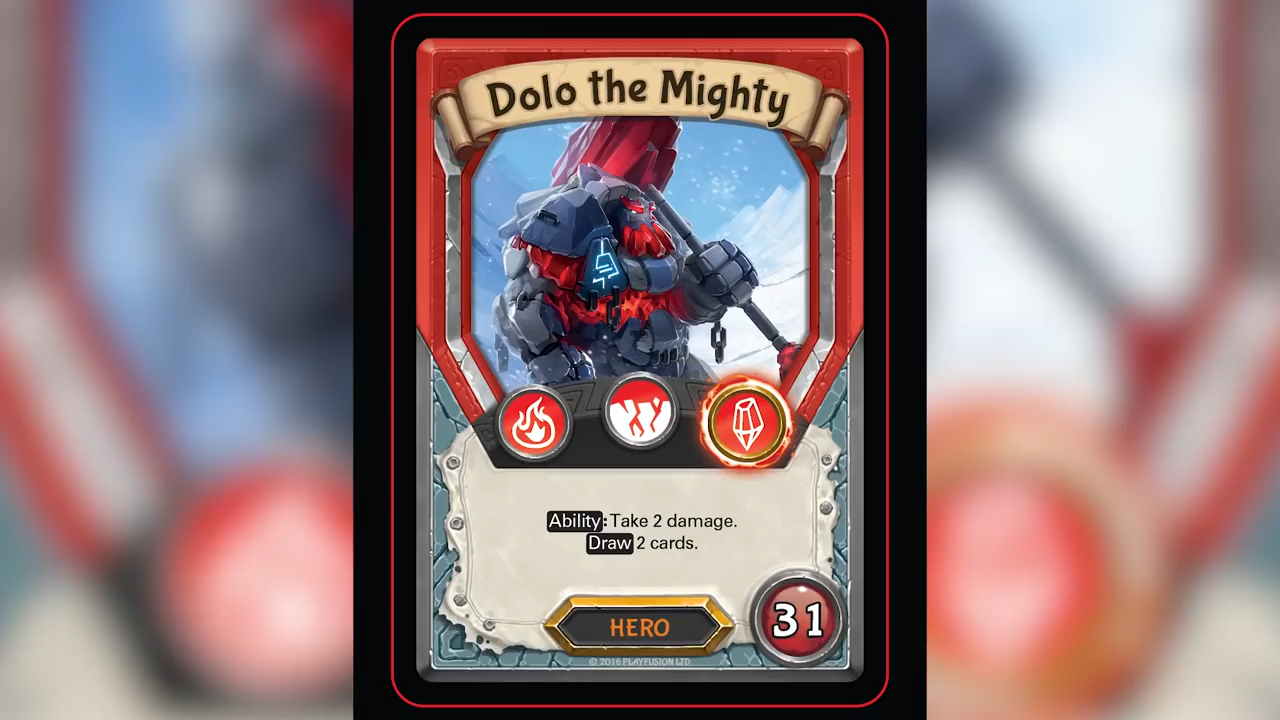 Dolo the Mighty
Ability: Take 2 damage.
Draw 2 cards.
HERO
31
© 2016 PLAYFUSION LTD